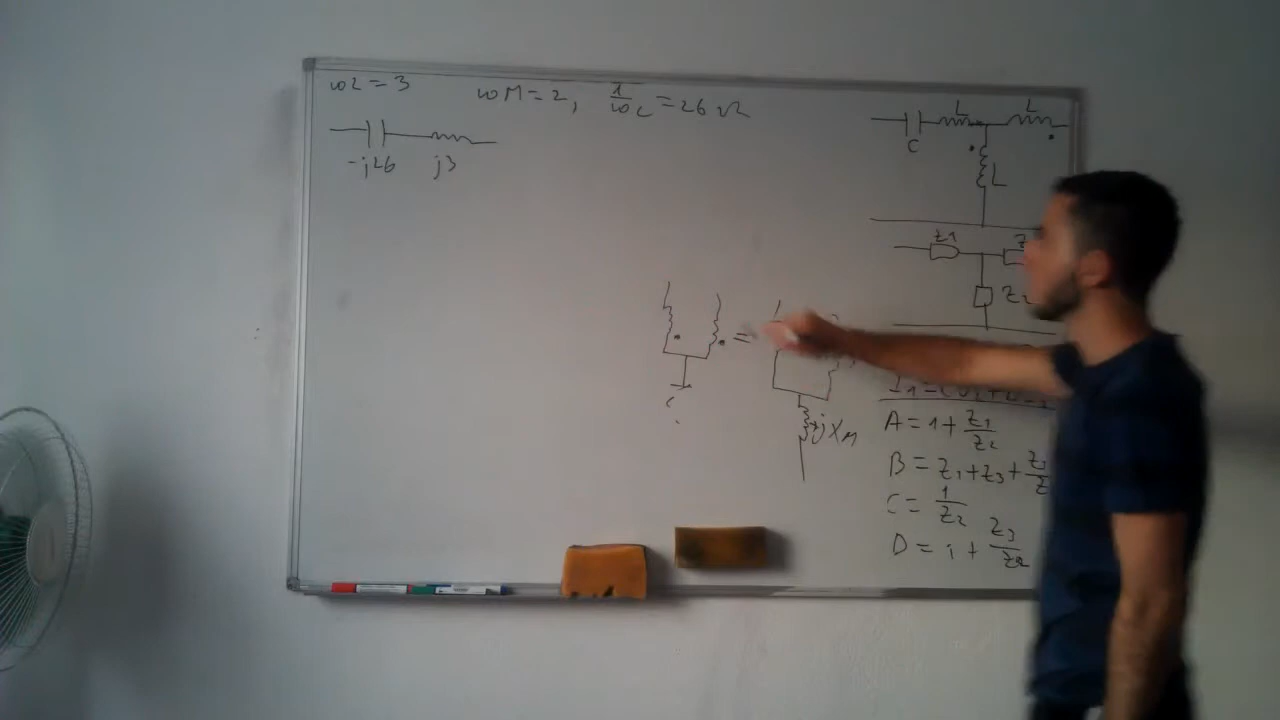 ωL = 3
ωM = 2, 1/ωC = 26 Ω
-j26 j3
L L
C
L
Z1
=
c
jXM
A = 1 + Z1/Z2
B = Z1 + Z3 +
C = 1/Z2
D = 1 + Z3/Z2